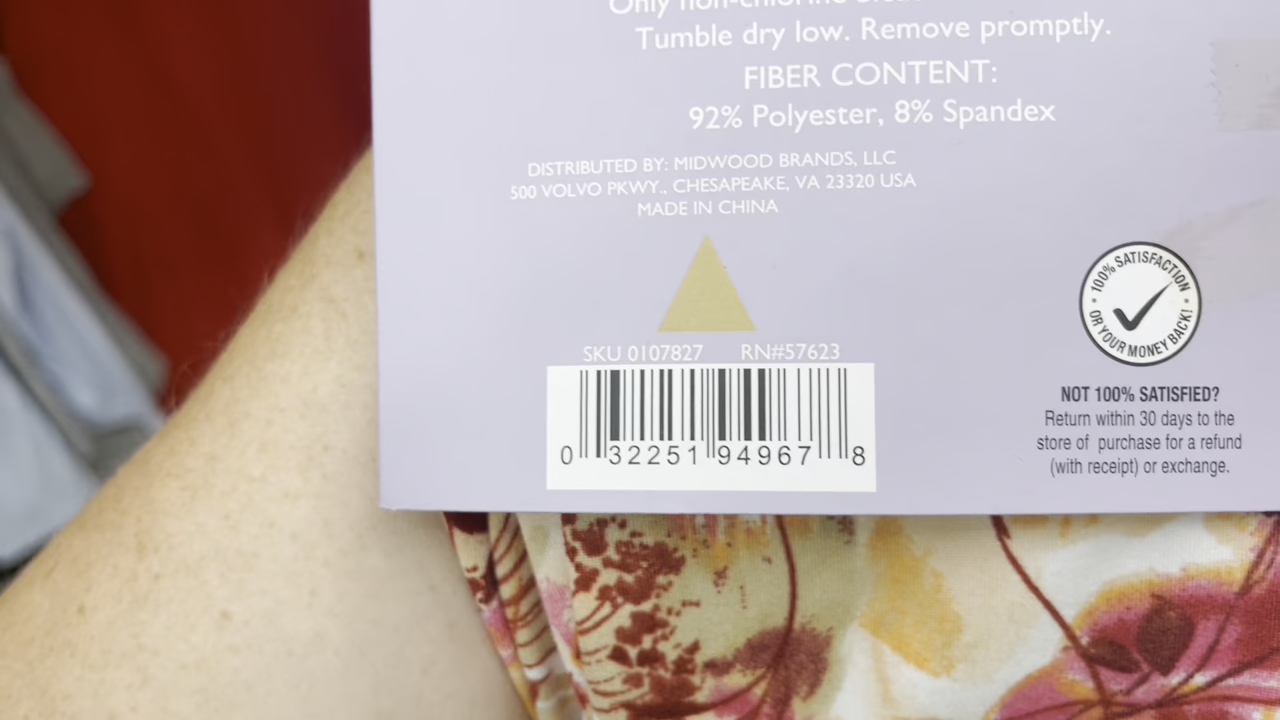 Only non-chlorine
Tumble dry low. Remove promptly.
FIBER CONTENT:
92% Polyester, 8% Spandex
DISTRIBUTED BY: MIDWOOD BRANDS, LLC
500 VOLVO PKWY., CHESAPEAKE, VA 23320 USA
MADE IN CHINA
SKU 0107827 RN#57623
0 32251 94967 8
100% SATISFACTION
OR YOUR MONEY BACK!
NOT 100% SATISFIED?
Return within 30 days to the
store of purchase for a refund
(with receipt) or exchange.